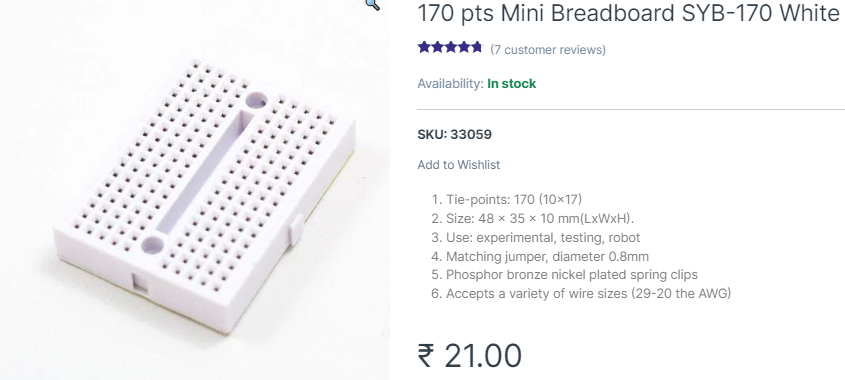 170 pts Mini Breadboard SYB-170 White
(7 customer reviews)
Availability: In stock
SKU: 33059
Add to Wishlist
1. Tie-points: 170 (10×17)
2. Size: 48 × 35 × 10 mm(LxWxH).
3. Use: experimental, testing, robot
4. Matching jumper, diameter 0.8mm
5. Phosphor bronze nickel plated spring clips
6. Accepts a variety of wire sizes (29-20 the AWG)
₹ 21.00